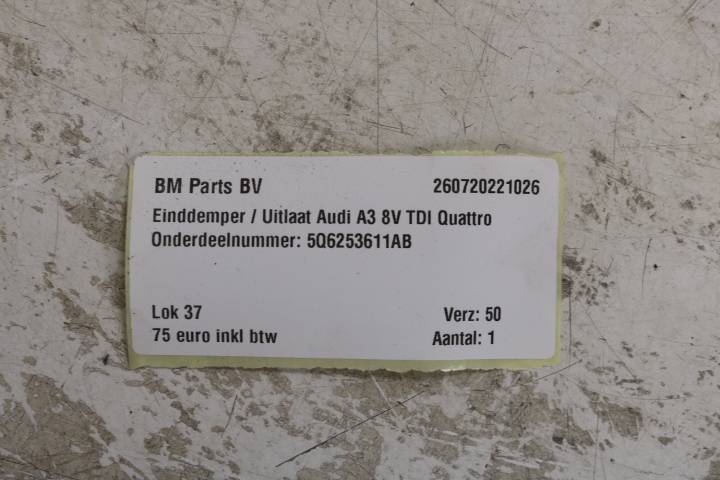 BM Parts BV 260720221026
Einddemper / Uitlaat Audi A3 8V TDI Quattro
Onderdeelnummer: 5Q6253611AB
Lok 37 Verz: 50
75 euro inkl btw Aantal: 1